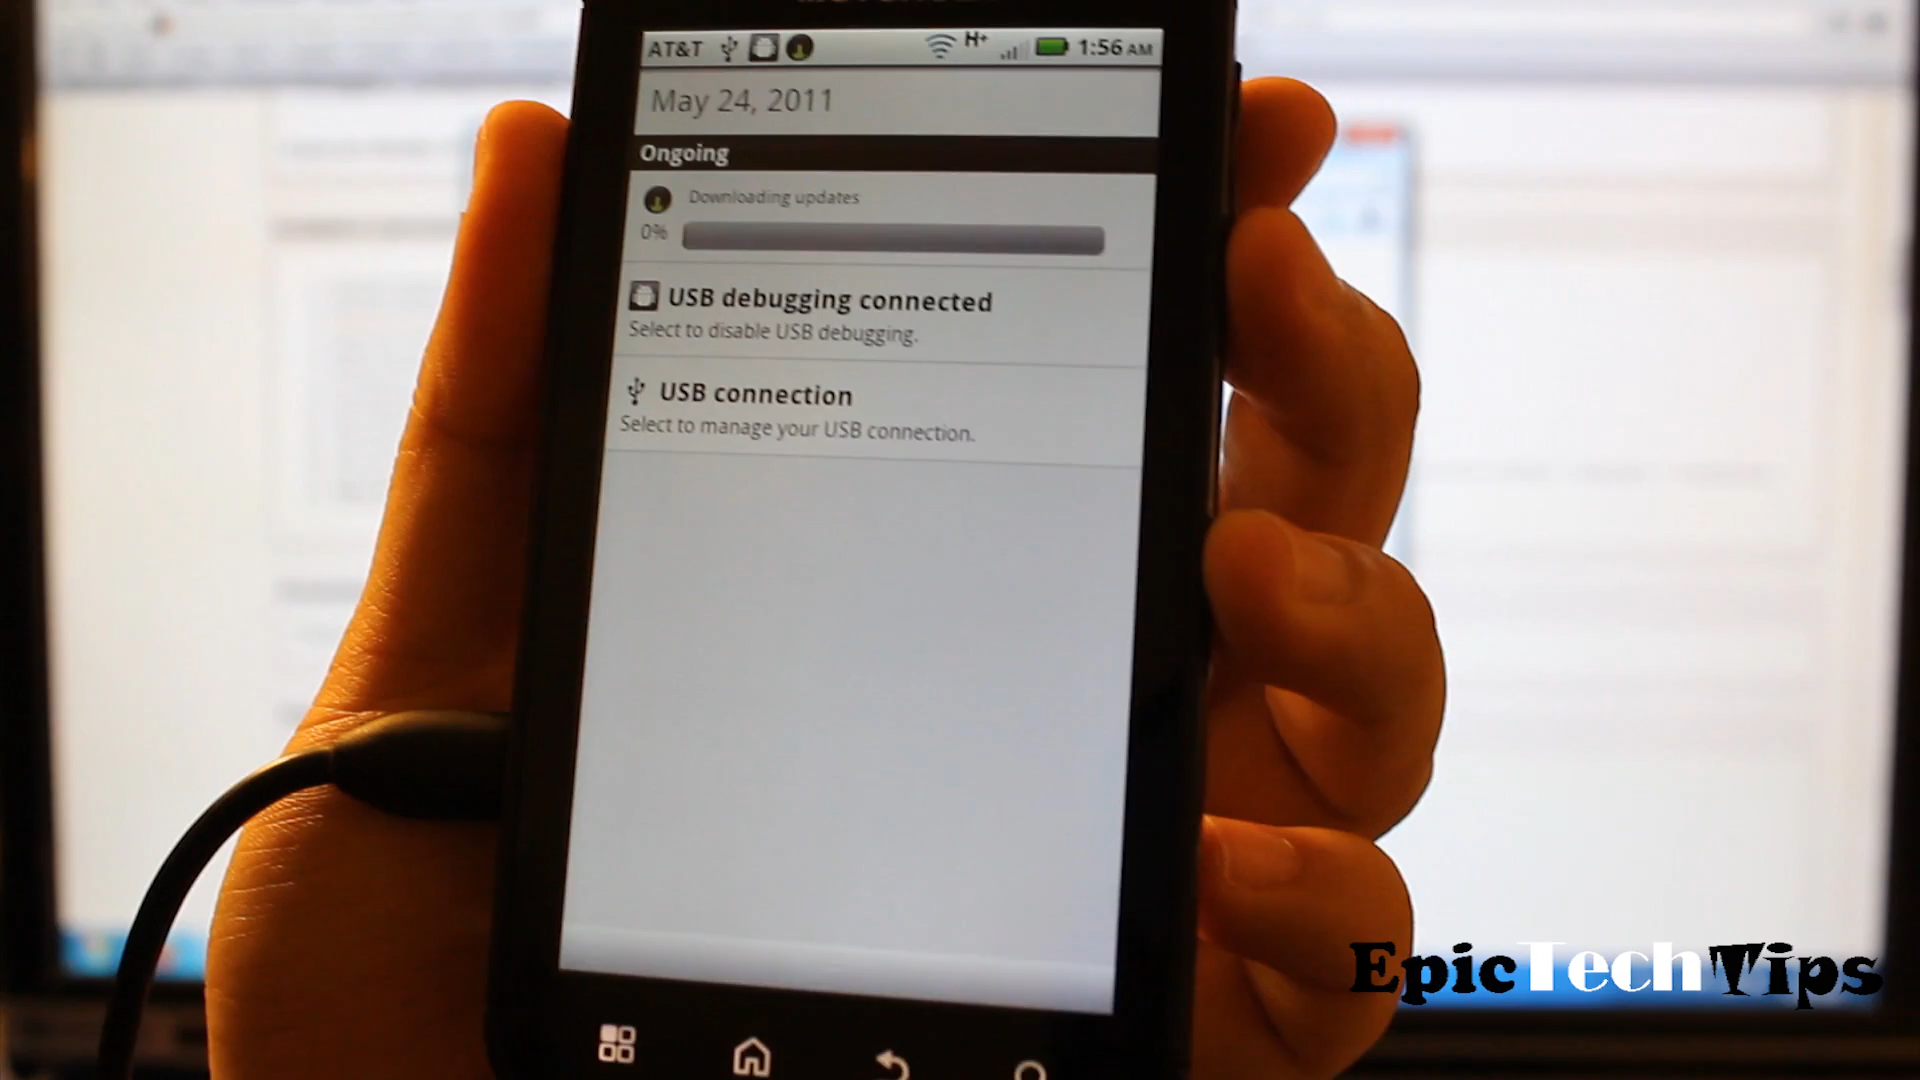 AT&T H+ 1:56 AM
May 24, 2011
Ongoing
Downloading updates
0%
USB debugging connected
Select to disable USB debugging.
USB connection
Select to manage your USB connection.
EpicTechTips